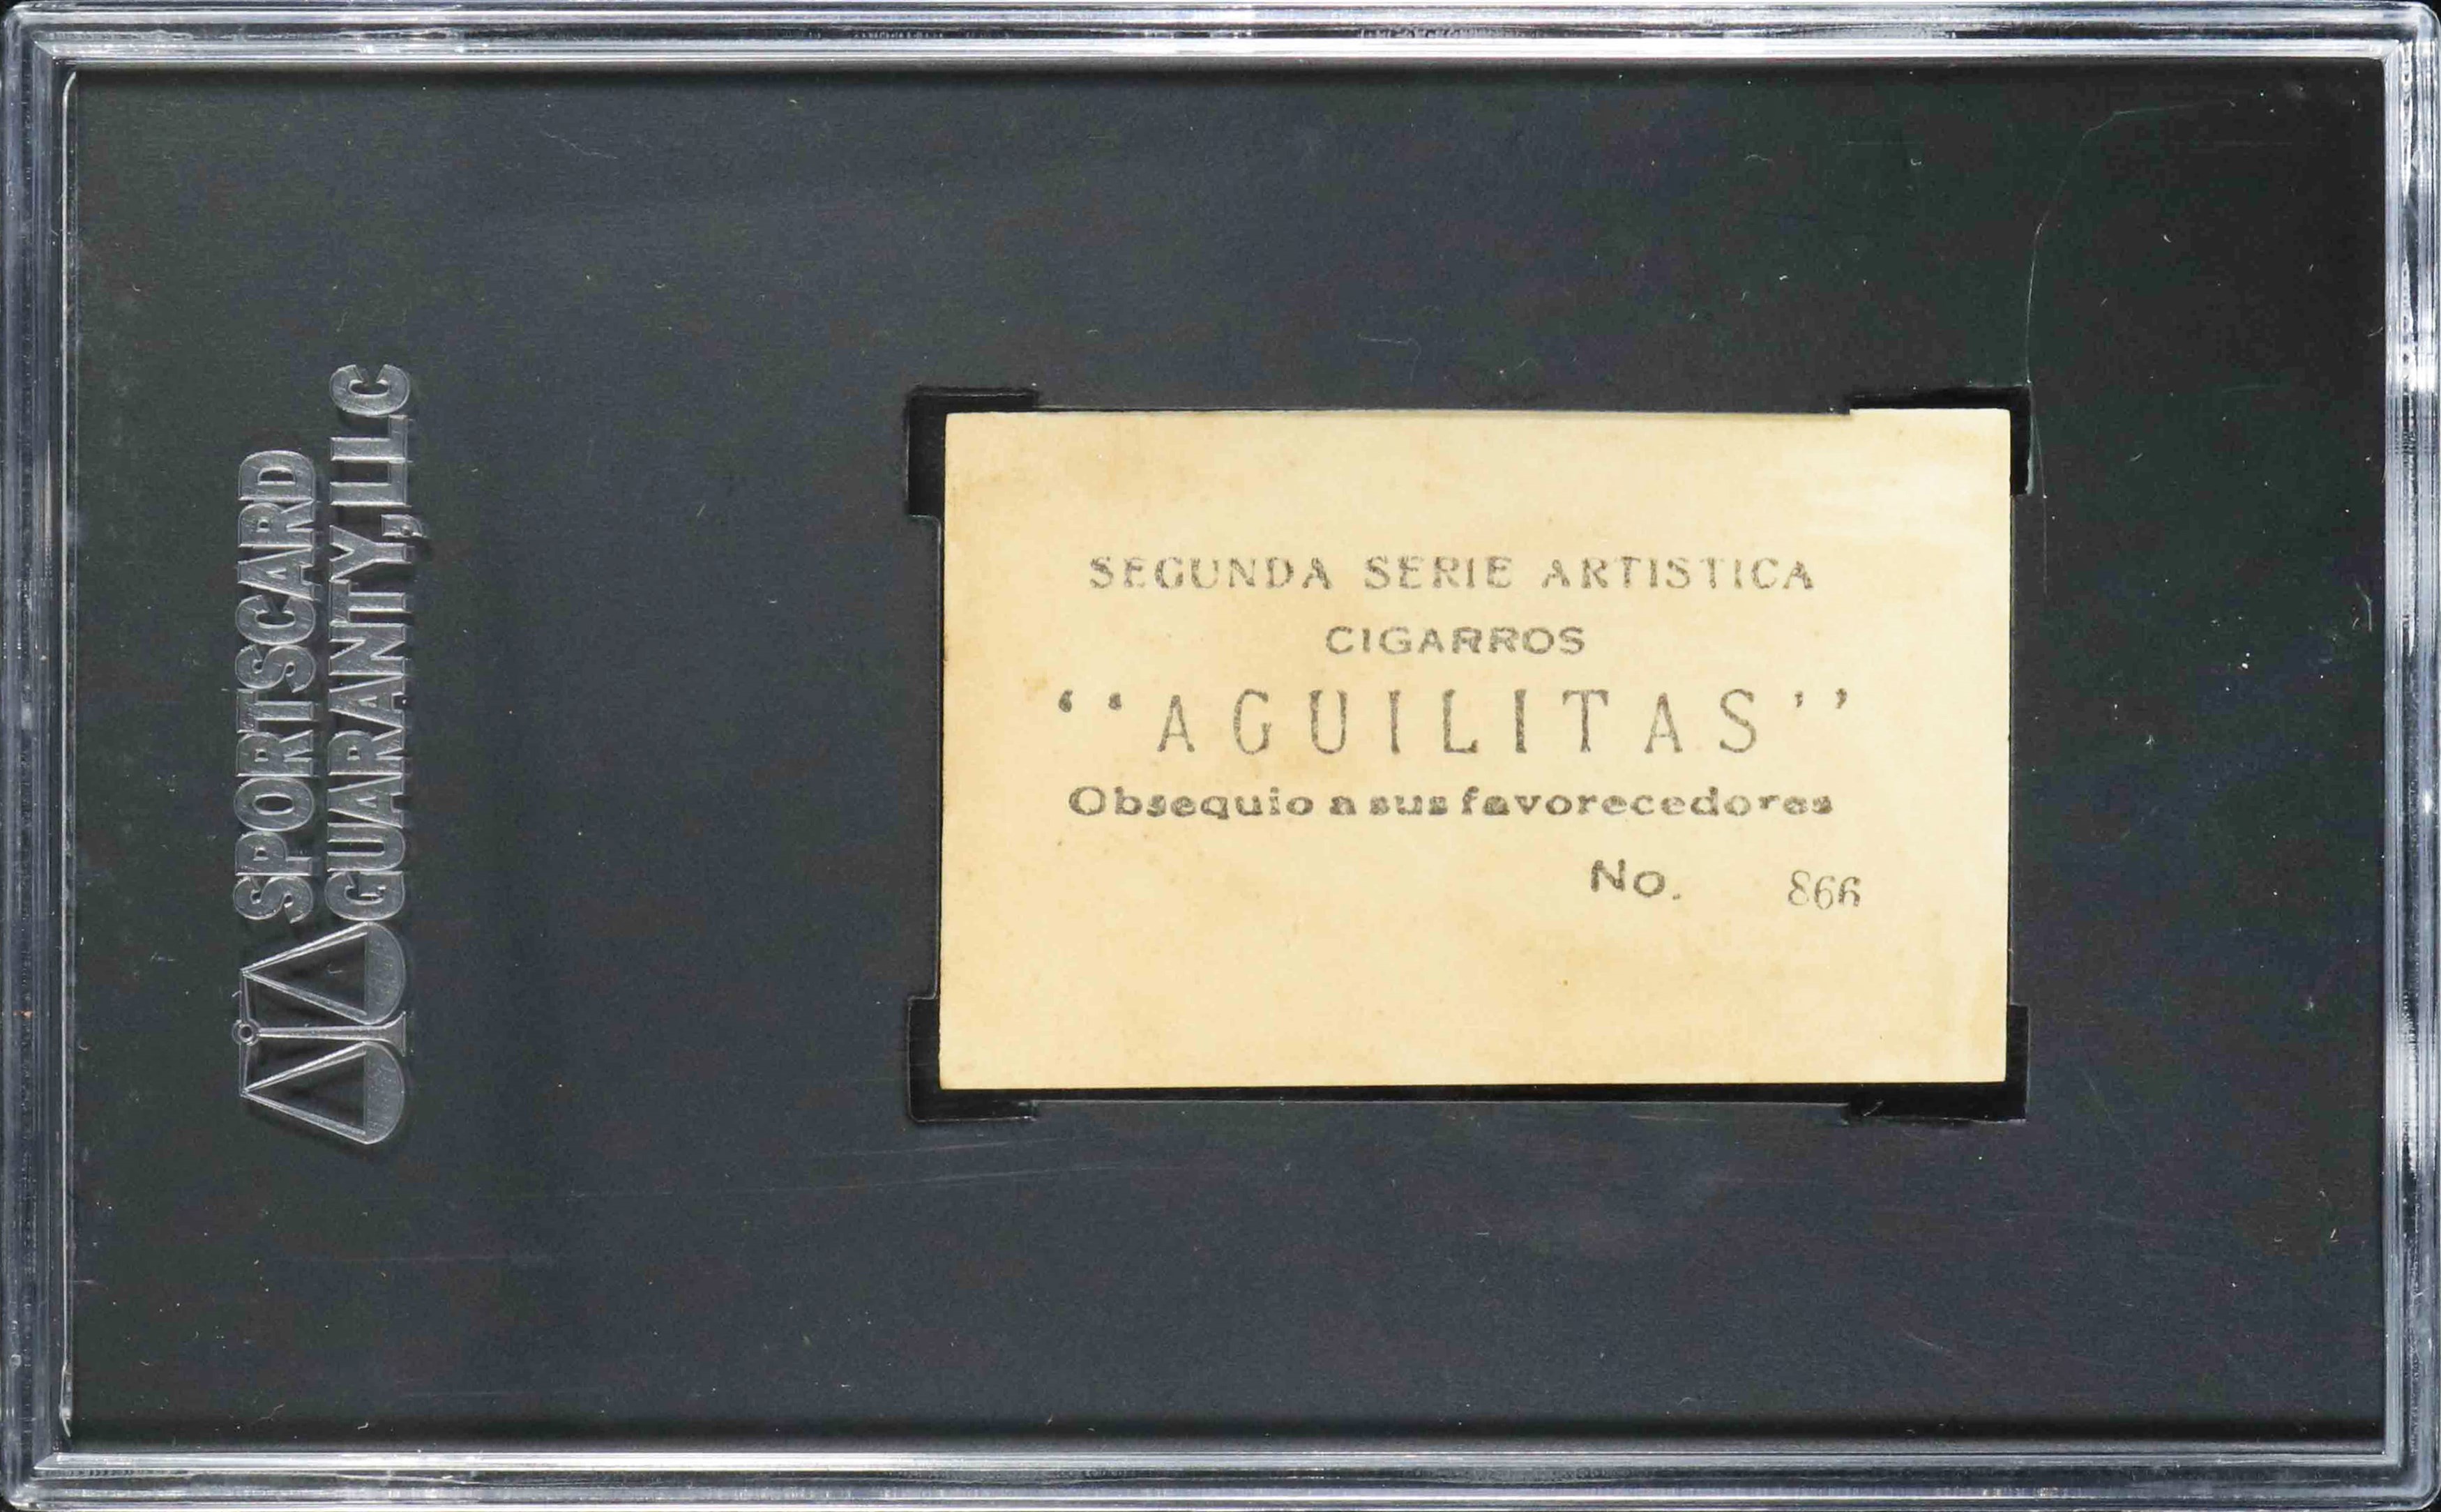 SPORTSCARD
GUARANTY, LLC
SEGUNDA SERIE ARTISTICA
CIGARROS
‘‘AGUILITAS’’
Obsequio a sus favorecedores
No. 866